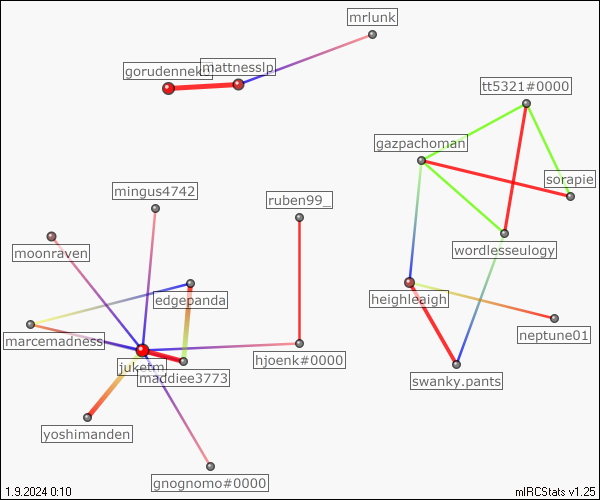 mrlunk
gorudennek
mattnesslp
tt5321#0000
gazpachoman
sorapie
mingus4742
ruben99_
moonraven
wordlesseulogy
edgepanda
heighleaigh
marcemadness
neptune01
juketm
maddiee3773
hjoenk#0000
swanky.pants
yoshimanden
gnognomo#0000
1.9.2024 0:10
mIRCStats v1.25